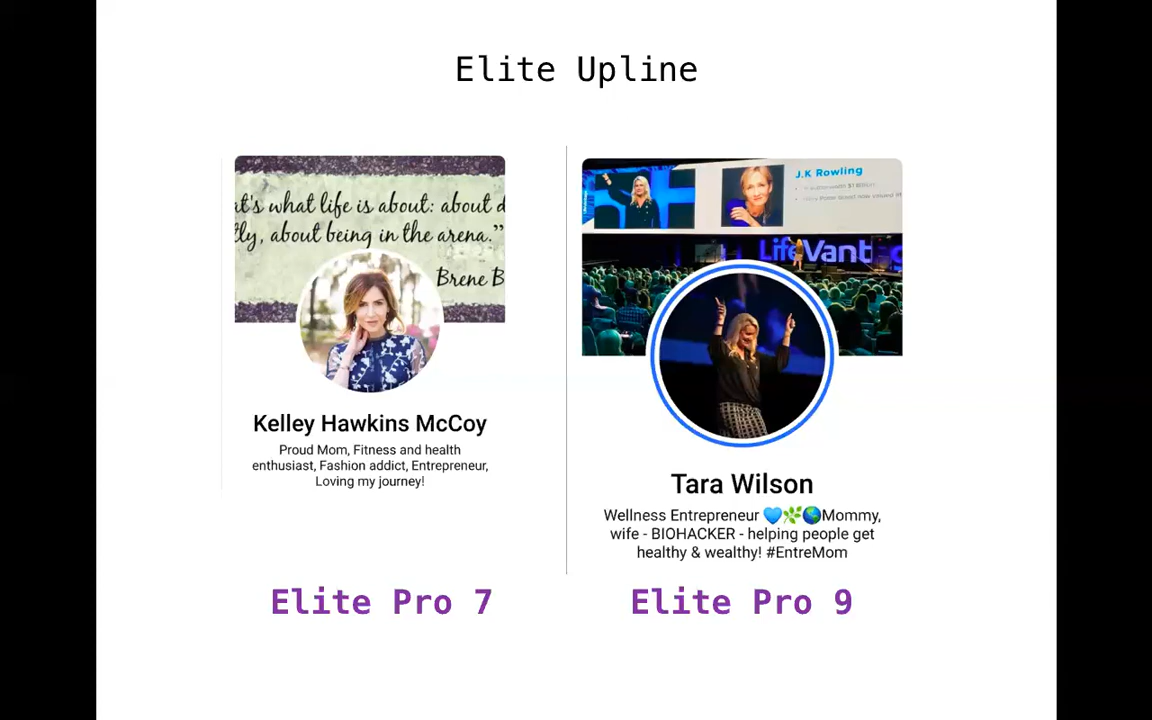 Elite Upline
at's what life is about: about d
tly, about being in the arena.”
Brene B
J.K Rowling
LifeVant
Kelley Hawkins McCoy
Proud Mom, Fitness and health
enthusiast, Fashion addict, Entrepreneur,
Loving my journey!
Tara Wilson
Wellness Entrepreneur 💙🌿🌎Mommy,
wife - BIOHACKER - helping people get
healthy & wealthy! #EntreMom
Elite Pro 7
Elite Pro 9